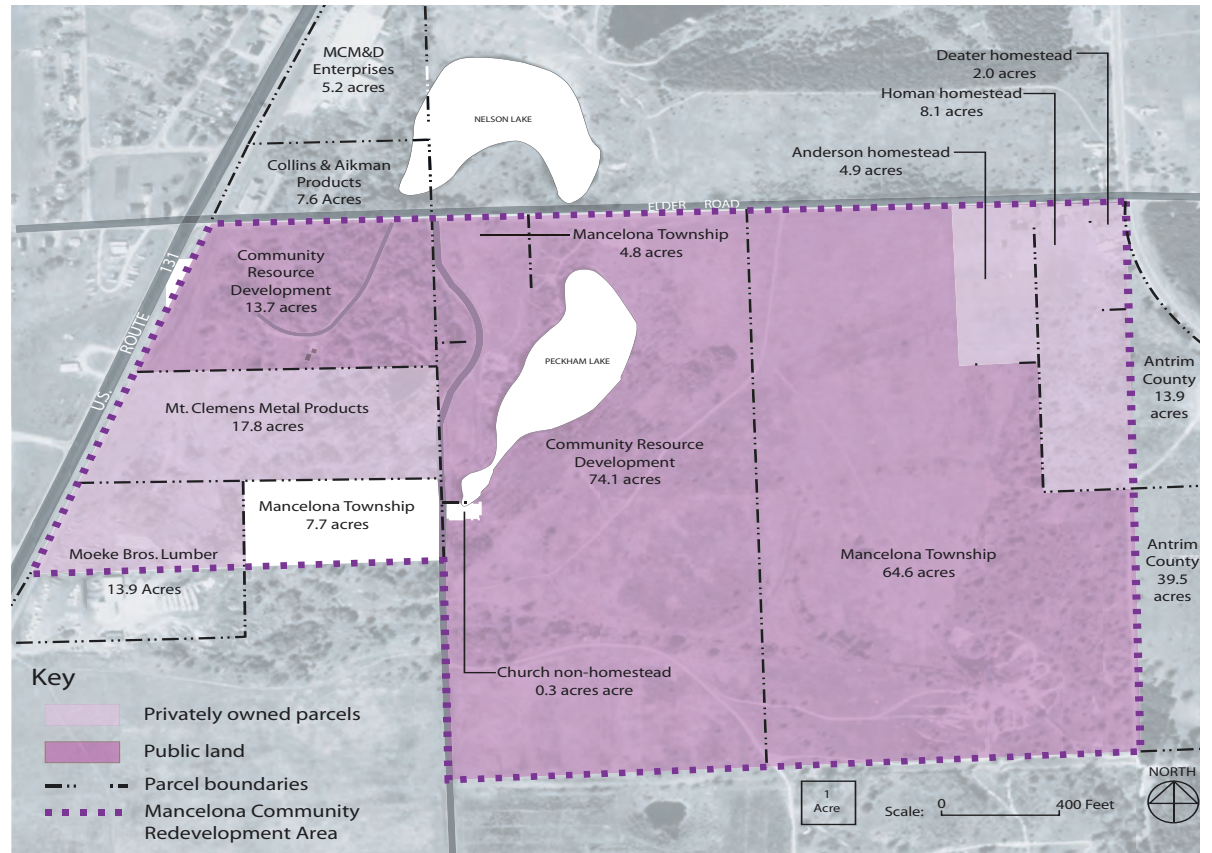 MCM&D
Enterprises
5.2 acres
NELSON LAKE
Deater homestead
2.0 acres
Homan homestead
8.1 acres
Anderson homestead
4.9 acres
Collins & Aikman
Products
7.6 Acres
ELDER ROAD
Mancelona Township
4.8 acres
Community
Resource
Development
13.7 acres
U.S. ROUTE 131
PECKHAM LAKE
Antrim
County
13.9
acres
Mt. Clemens Metal Products
17.8 acres
Community Resource
Development
74.1 acres
Mancelona Township
7.7 acres
Moeke Bros. Lumber
13.9 Acres
Mancelona Township
64.6 acres
Antrim
County
39.5
acres
Church non-homestead
0.3 acres acre
Key
Privately owned parcels
Public land
Parcel boundaries
Mancelona Community
Redevelopment Area
1
Acre
Scale: 0 400 Feet
NORTH